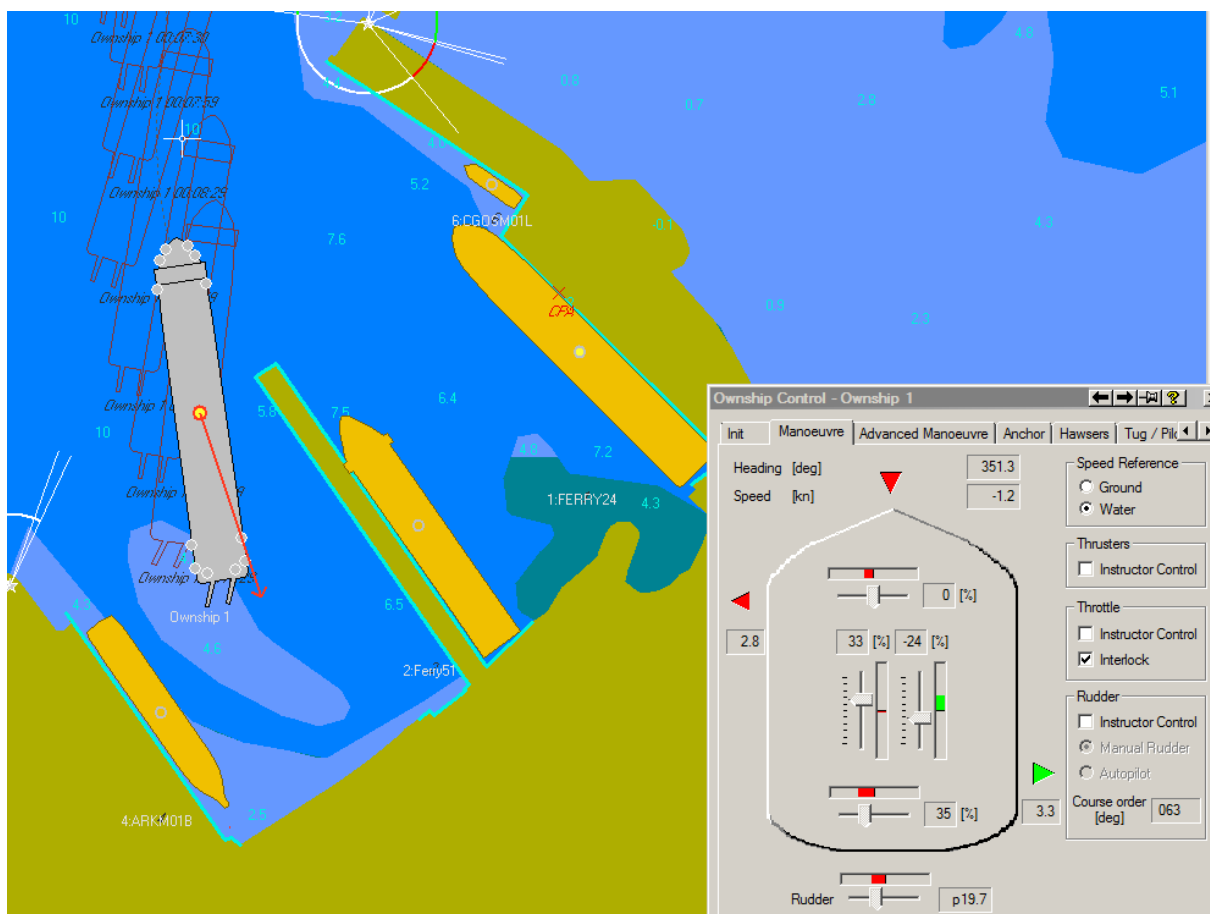 10
3.2
4.8
Ownship 1 00:07:30
4.4
0.8
2.8
5.1
Ownship 1 00:07:59
0.7
10
4.0
5.2
Ownship 1 00:08:29
10
6:CGOSM01L
-0.1
4.3
7.6
Ownship
9
CPA
0.9
2.3
Ownship 1
6.4
5.8
7.5
10
Ownship 1
4.8
7.2
1:FERRY24
4.3
Ownship 1
4.3
6.5
Ownship 1
4.6
2:Ferry51
2.5
4:ARKM01B
Ownship Control - Ownship 1
Init
Manoeuvre
Advanced Manoeuvre
Anchor
Hawsers
Tug /
Heading [deg]
351.3
Speed [kn]
-1.2
Speed Reference
Ground
Water
Thrusters
Instructor Control
0 [%]
Throttle
Instructor Control
Interlock
2.8
33 [%] -24 [%]
Rudder
Instructor Control
Manual Rudder
Autopilot
Course order [deg]
063
3.3
35 [%]
Rudder
p19.7